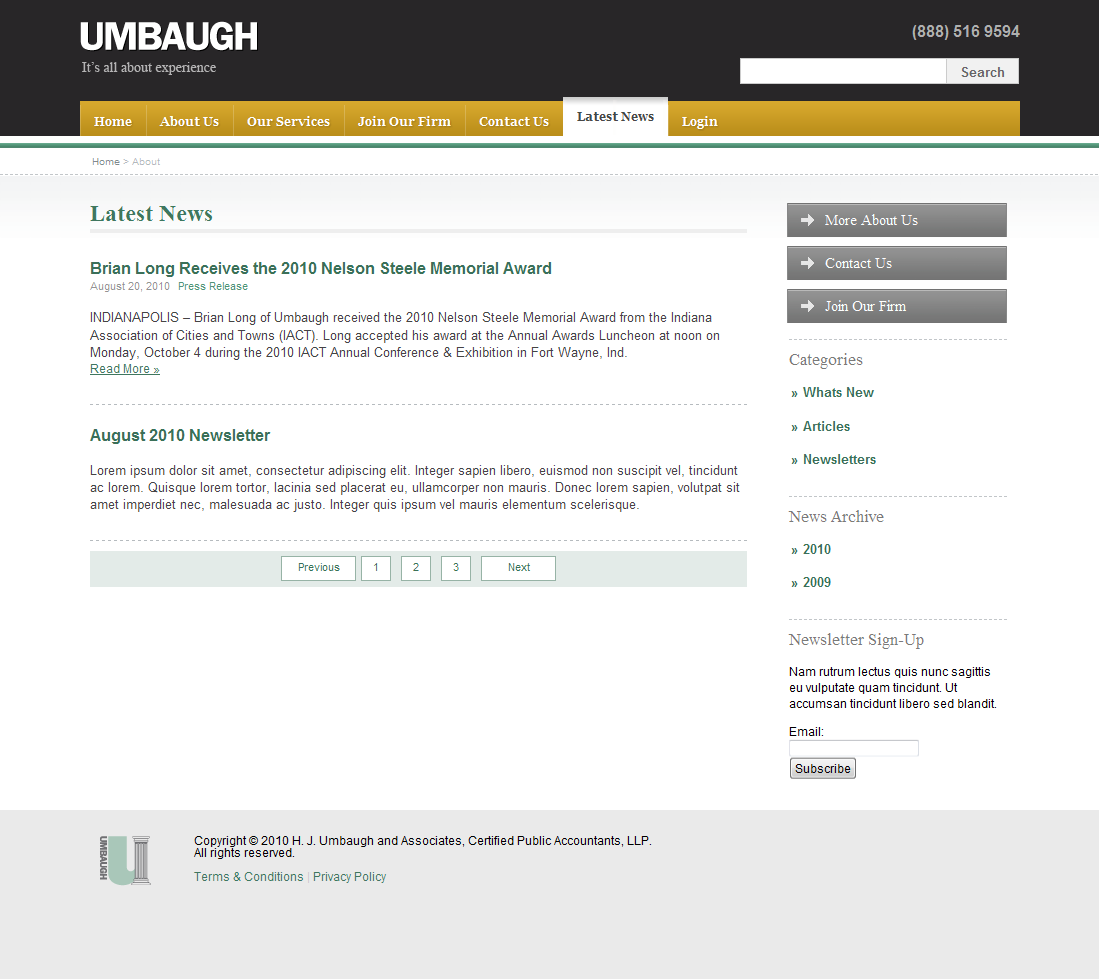 UMBAUGH
It's all about experience
(888) 516 9594
Search
Home About Us Our Services Join Our Firm Contact Us Latest News Login
Home > About
Latest News
Brian Long Receives the 2010 Nelson Steele Memorial Award
August 20, 2010 Press Release
INDIANAPOLIS – Brian Long of Umbaugh received the 2010 Nelson Steele Memorial Award from the Indiana
Association of Cities and Towns (IACT). Long accepted his award at the Annual Awards Luncheon at noon on
Monday, October 4 during the 2010 IACT Annual Conference & Exhibition in Fort Wayne, Ind.
Read More »
August 2010 Newsletter
Lorem ipsum dolor sit amet, consectetur adipiscing elit. Integer sapien libero, euismod non suscipit vel, tincidunt
ac lorem. Quisque lorem tortor, lacinia sed placerat eu, ullamcorper non mauris. Donec lorem sapien, volutpat sit
amet imperdiet nec, malesuada ac justo. Integer quis ipsum vel mauris elementum scelerisque.
Previous 1 2 3 Next
More About Us
Contact Us
Join Our Firm
Categories
» Whats New
» Articles
» Newsletters
News Archive
» 2010
» 2009
Newsletter Sign-Up
Nam rutrum lectus quis nunc sagittis
eu vulputate quam tincidunt. Ut
accumsan tincidunt libero sed blandit.
Email:
Subscribe
UMBAUGH
U
Copyright © 2010 H. J. Umbaugh and Associates, Certified Public Accountants, LLP.
All rights reserved.
Terms & Conditions | Privacy Policy